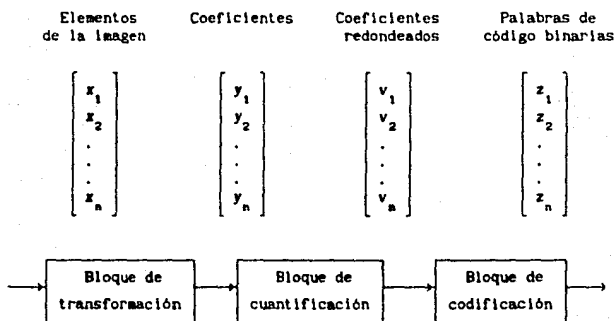 Elementos de la imagen
Coeficientes
Coeficientes redondeados
Palabras de código binarias
x1 y1 v1 z1
x2 y2 v2 z2
. . . .
. . . .
. . . .
xn yn vn zn
Bloque de transformación
Bloque de cuantificación
Bloque de codificación